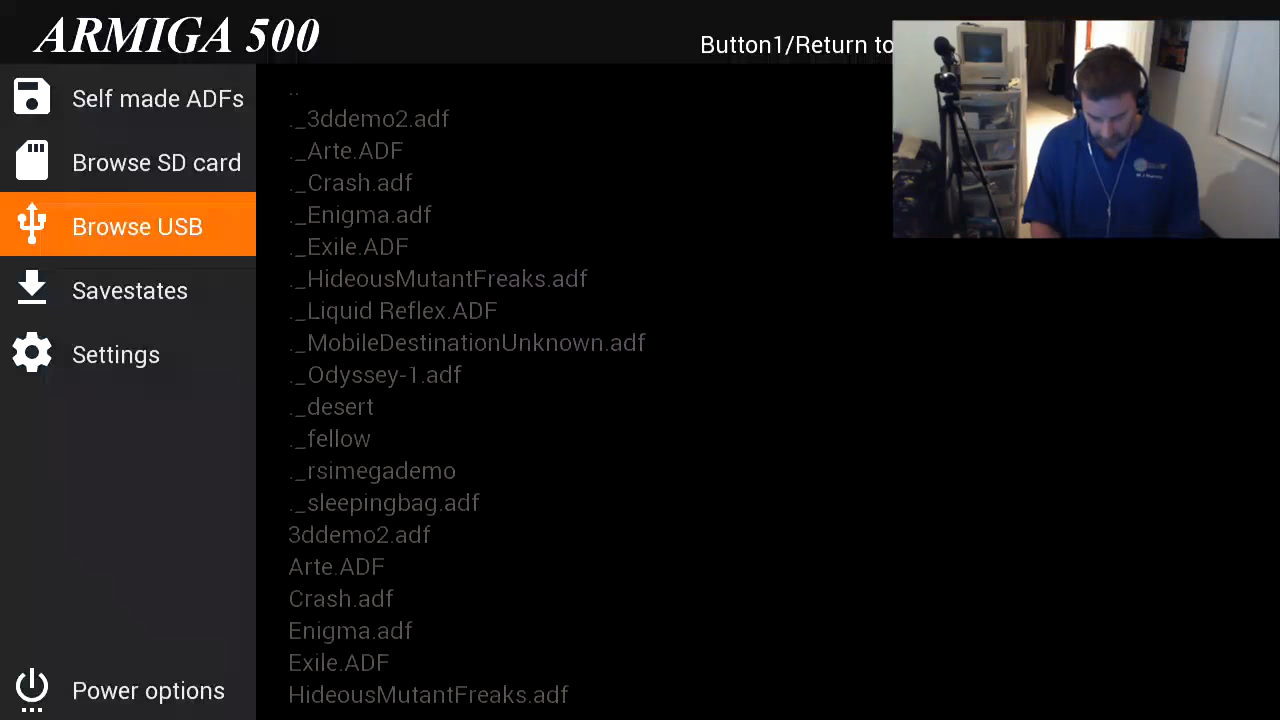 ARMIGA 500
Button1/Return to
Self made ADFs
Browse SD card
Browse USB
Savestates
Settings
Power options
..
._3ddemo2.adf
._Arte.ADF
._Crash.adf
._Enigma.adf
._Exile.ADF
._HideousMutantFreaks.adf
._Liquid Reflex.ADF
._MobileDestinationUnknown.adf
._Odyssey-1.adf
._desert
._fellow
._rsimegademo
._sleepingbag.adf
3ddemo2.adf
Arte.ADF
Crash.adf
Enigma.adf
Exile.ADF
HideousMutantFreaks.adf